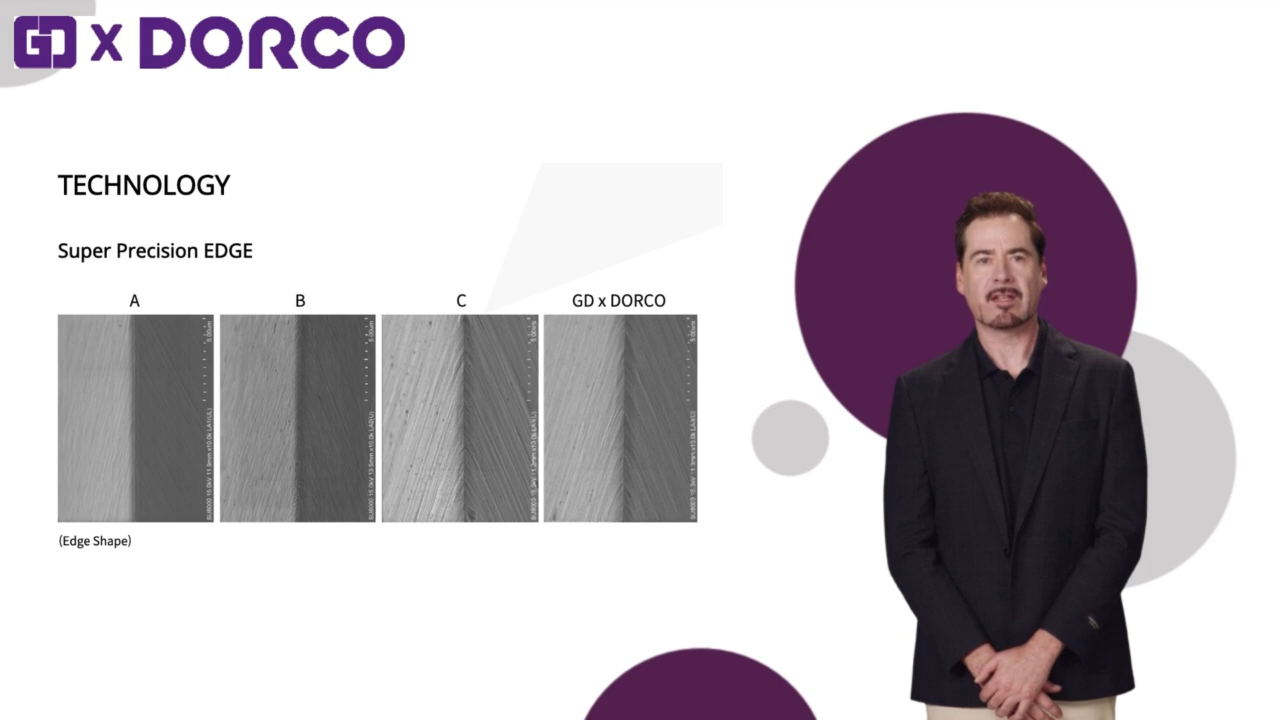 GD x DORCO
TECHNOLOGY
Super Precision EDGE
A B C GD x DORCO
(Edge Shape)